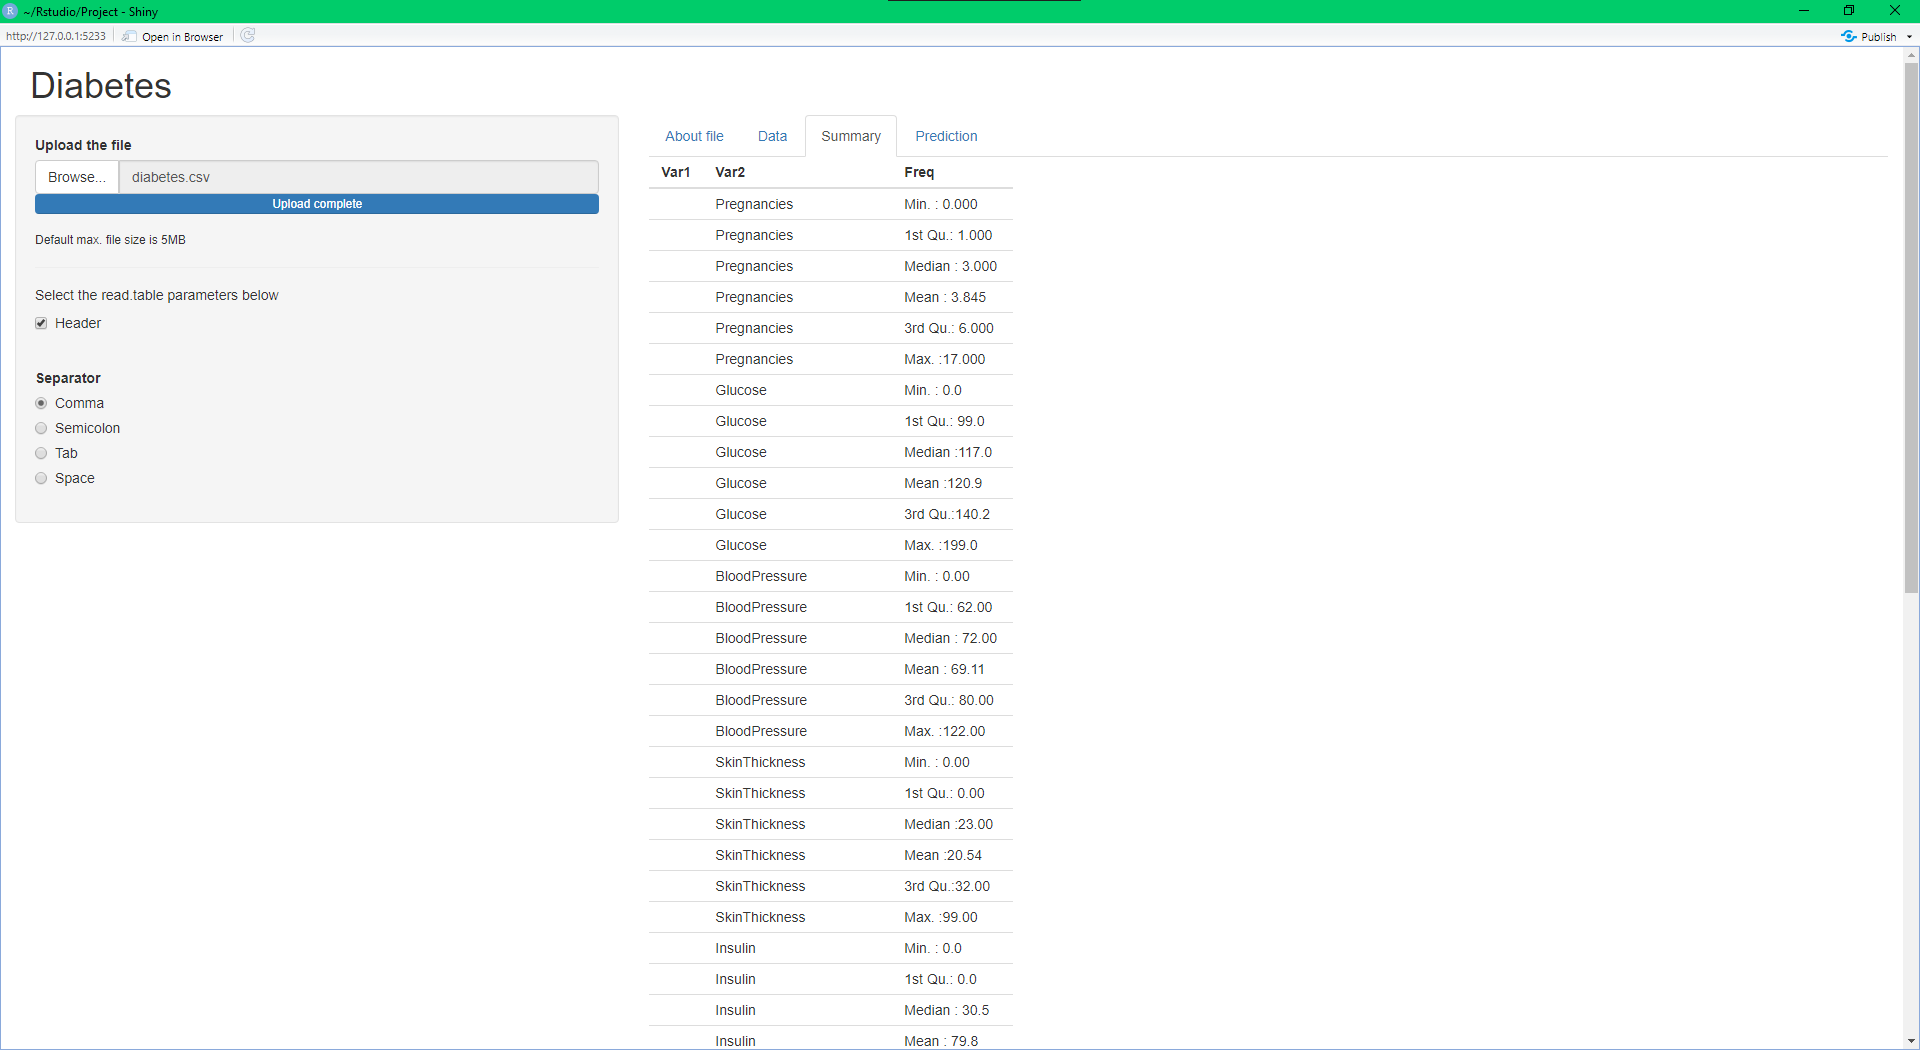 R ~/Rstudio/Project - Shiny
http://127.0.0.1:5233 Open in Browser Publish
Diabetes
Upload the file
Browse... diabetes.csv
Upload complete
Default max. file size is 5MB
Select the read.table parameters below
Header
Separator
Comma
Semicolon
Tab
Space
About file Data Summary Prediction
Var1 Var2 Freq
Pregnancies Min. : 0.000
Pregnancies 1st Qu.: 1.000
Pregnancies Median : 3.000
Pregnancies Mean : 3.845
Pregnancies 3rd Qu.: 6.000
Pregnancies Max. :17.000
Glucose Min. : 0.0
Glucose 1st Qu.: 99.0
Glucose Median :117.0
Glucose Mean :120.9
Glucose 3rd Qu.:140.2
Glucose Max. :199.0
BloodPressure Min. : 0.00
BloodPressure 1st Qu.: 62.00
BloodPressure Median : 72.00
BloodPressure Mean : 69.11
BloodPressure 3rd Qu.: 80.00
BloodPressure Max. :122.00
SkinThickness Min. : 0.00
SkinThickness 1st Qu.: 0.00
SkinThickness Median :23.00
SkinThickness Mean :20.54
SkinThickness 3rd Qu.:32.00
SkinThickness Max. :99.00
Insulin Min. : 0.0
Insulin 1st Qu.: 0.0
Insulin Median : 30.5
Insulin Mean : 79.8